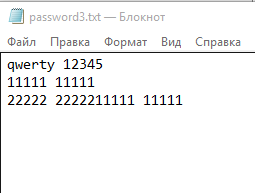 password3.txt — Блокнот
Файл Правка Формат Вид Справка
qwerty 12345
11111 11111
22222 2222211111 11111